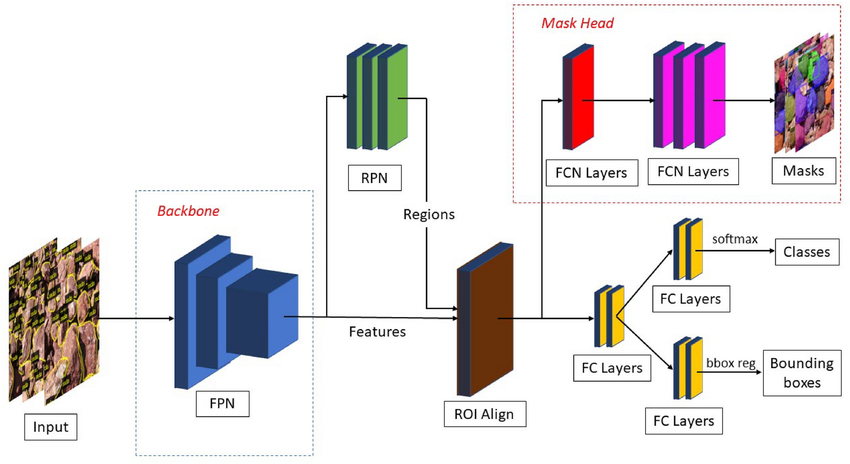 Mask Head
FCN Layers
FCN Layers
Masks
RPN
Regions
Backbone
softmax
Classes
FC Layers
Features
FC Layers
bbox reg
Bounding
boxes
FPN
ROI Align
FC Layers
Input